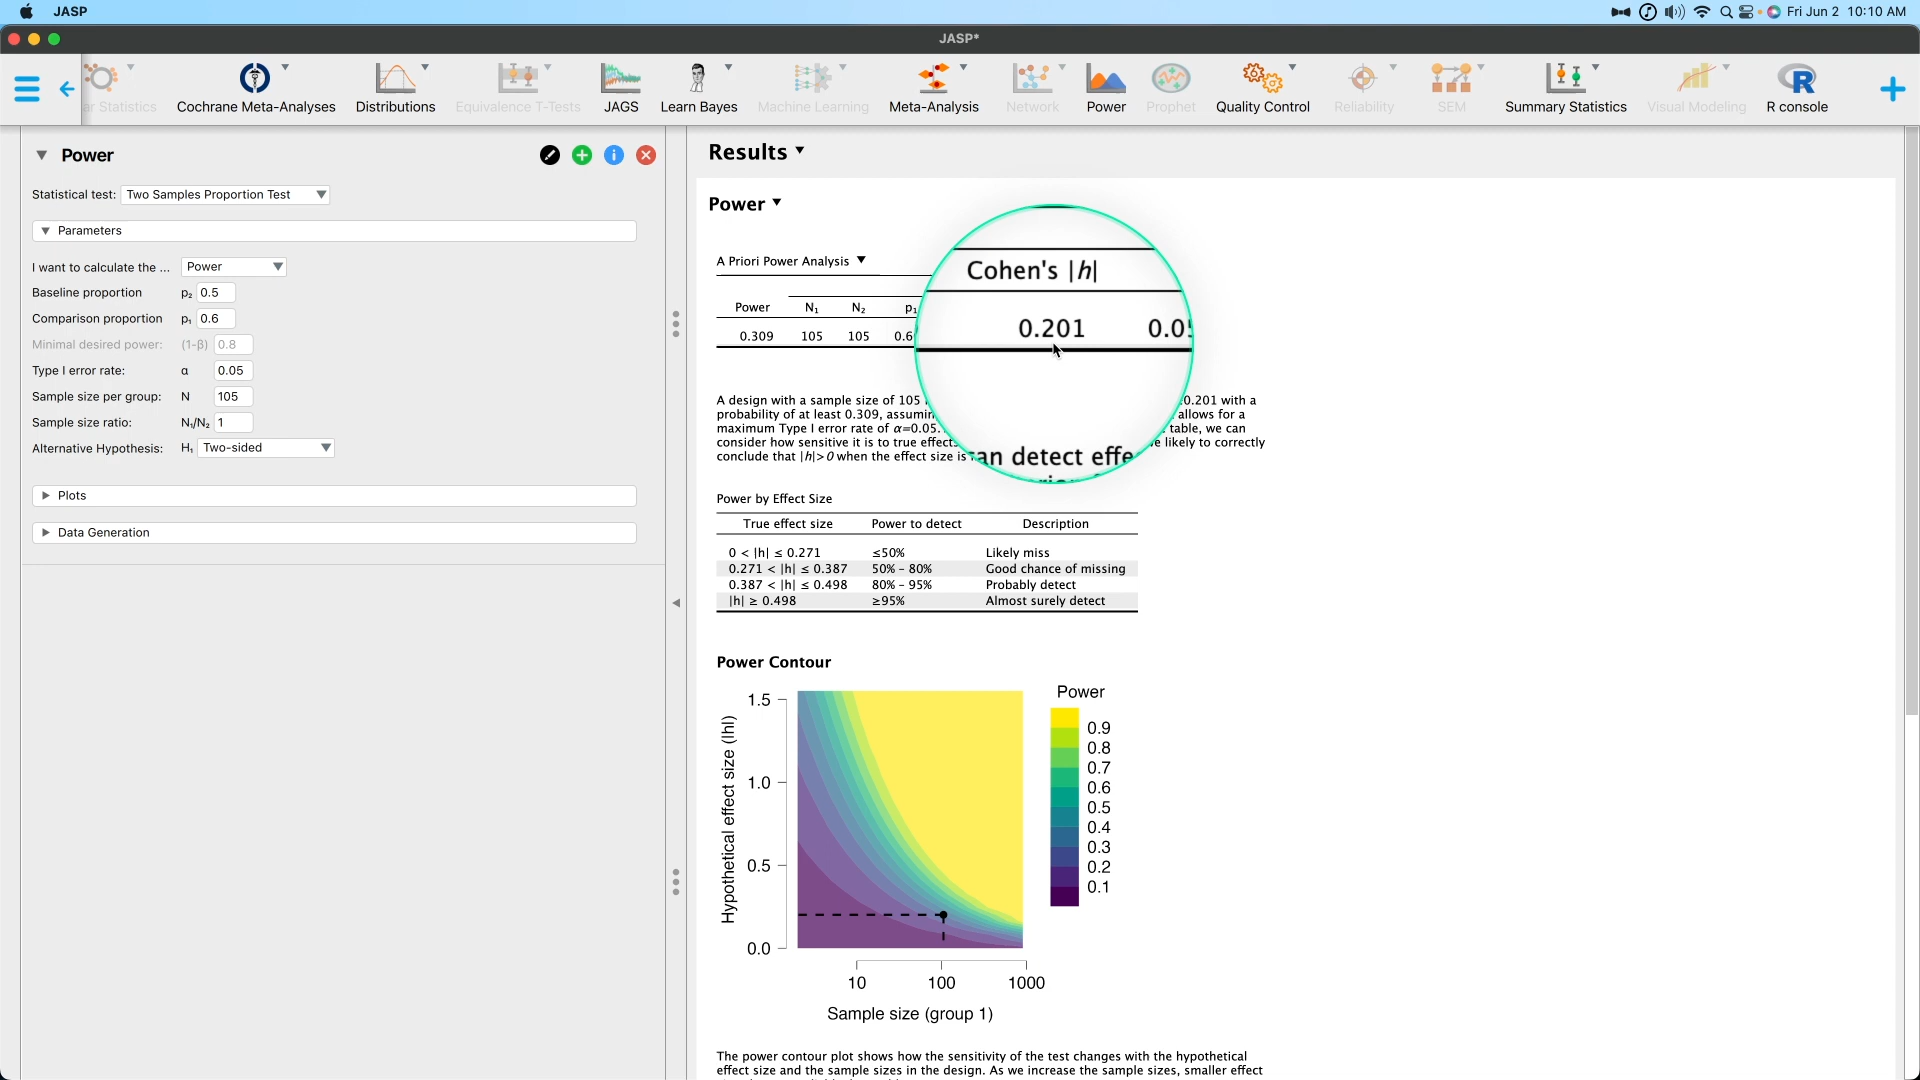 JASP
Fri Jun 2 10:10 AM
JASP*
ar Statistics
Cochrane Meta-Analyses
Distributions
Equivalence T-Tests
JAGS
Learn Bayes
Machine Learning
Meta-Analysis
Network
Power
Prophet
Quality Control
Reliability
SEM
Summary Statistics
Visual Modeling
R console
Power
Statistical test: Two Samples Proportion Test
Parameters
I want to calculate the ... Power
Baseline proportion p₂ 0.5
Comparison proportion p₁ 0.6
Minimal desired power: (1-β) 0.8
Type I error rate: α 0.05
Sample size per group: N 105
Sample size ratio: N₁/N₂ 1
Alternative Hypothesis: H₁ Two-sided
Plots
Data Generation
Results
Power
A Priori Power Analysis
Power N₁ N₂ p₁ Cohen's |h|
0.309 105 105 0.6 0.201 0.05
A design with a sample size of 105 0.201 with a
probability of at least 0.309, assumin allows for a
maximum Type I error rate of α=0.05. table, we can
consider how sensitive it is to true effects likely to correctly
conclude that |h|>0 when the effect size is can detect effe
Power by Effect Size
True effect size Power to detect Description
0 < |h| ≤ 0.271 ≤50% Likely miss
0.271 < |h| ≤ 0.387 50% – 80% Good chance of missing
0.387 < |h| ≤ 0.498 80% – 95% Probably detect
|h| ≥ 0.498 ≥95% Almost surely detect
Power Contour
Hypothetical effect size (|h|)
1.5
1.0
0.5
0.0
10 100 1000
Sample size (group 1)
Power
0.9
0.8
0.7
0.6
0.5
0.4
0.3
0.2
0.1
The power contour plot shows how the sensitivity of the test changes with the hypothetical
effect size and the sample sizes in the design. As we increase the sample sizes, smaller effect